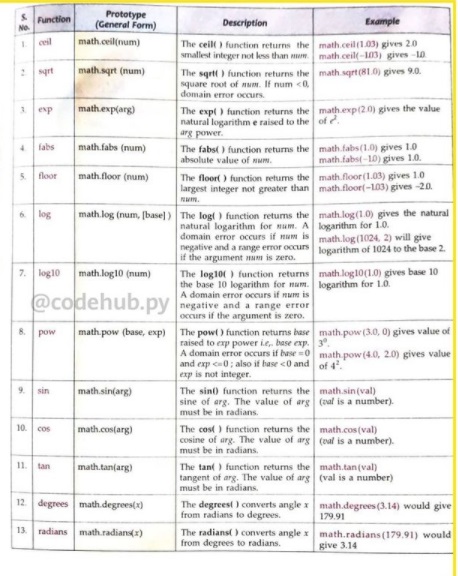 S. No. Function Prototype (General Form) Description Example
1. ceil math.ceil(num) The ceil( ) function returns the math.ceil(1.03) gives 2.0
smallest integer not less than num. math.ceil(-1.03) gives -1.0.
2. sqrt math.sqrt (num) The sqrt( ) function returns the math.sqrt(81.0) gives 9.0.
square root of num. If num <0,
domain error occurs.
3. exp math.exp(arg) The exp( ) function returns the math.exp(2.0) gives the value
natural logarithm e raised to the of e².
arg power.
4. fabs math.fabs (num) The fabs( ) function returns the math.fabs(1.0) gives 1.0
absolute value of num. math.fabs(-1.0) gives 1.0.
5. floor math.floor (num) The floor( ) function returns the math.floor(1.03) gives 1.0
largest integer not greater than math.floor(-1.03) gives -2.0.
num.
6. log math.log (num, [base] ) The log( ) function returns the math.log(1.0) gives the natural
natural logarithm for num. A logarithm for 1.0.
domain error occurs if num is math.log(1024, 2) will give
negative and a range error occurs logarithm of 1024 to the base 2.
if the argument num is zero.
7. log10 math.log10 (num) The log10( ) function returns math.log10(1.0) gives base 10
the base 10 logarithm for num. logarithm for 1.0.
A domain error occurs if num is
negative and a range error
occurs if the argument is zero.
@codehub.py
8. pow math.pow (base, exp) The pow( ) function returns base math.pow (3.0, 0) gives value of
raised to exp power i.e., base exp. 3⁰.
A domain error occurs if base =0 math.pow (4.0, 2.0) gives value
and exp <=0 ; also if base <0 and of 4².
exp is not integer.
9. sin math.sin(arg) The sin() function returns the math.sin(val)
sine of arg. The value of arg (val is a number).
must be in radians.
10. cos math.cos(arg) The cos( ) function returns the math.cos(val)
cosine of arg. The value of arg (val is a number).
must be in radians.
11. tan math.tan(arg) The tan( ) function returns the math.tan(val)
tangent of arg. The value of arg (val is a number)
must be in radians.
12. degrees math.degrees(x) The degrees( ) converts angle x math.degrees(3.14) would give
from radians to degrees. 179.91
13. radians math.radians(x) The radians( ) converts angle x math.radians(179.91) would
from degrees to radians. give 3.14